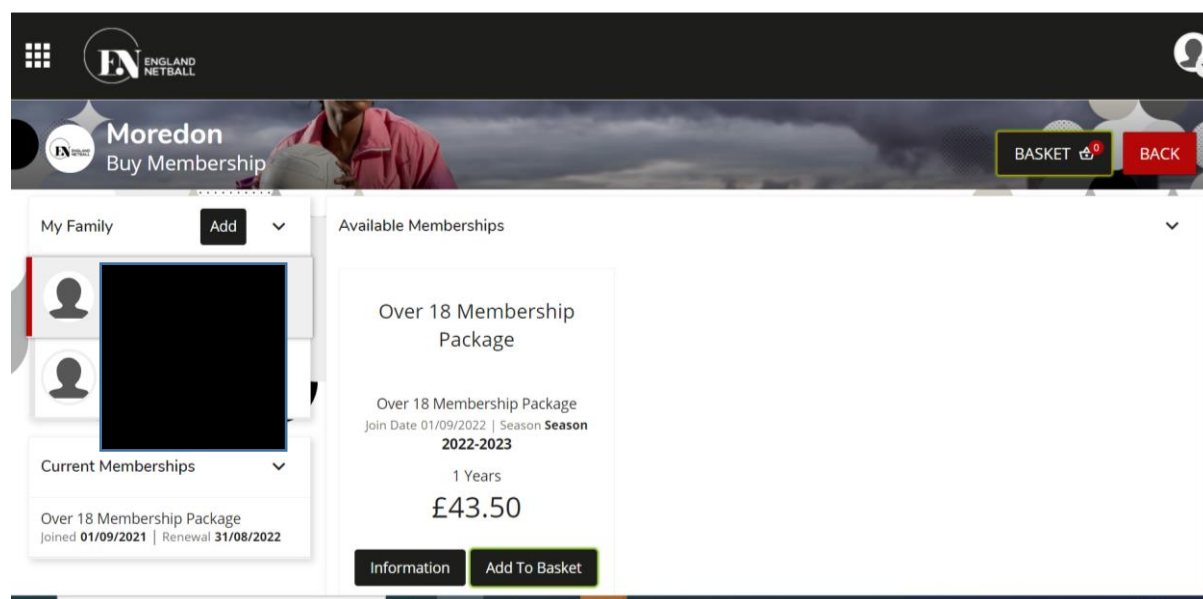 EN ENGLAND
NETBALL
Moredon
Buy Membership
BASKET 0
BACK
My Family
Add
Available Memberships
Over 18 Membership
Package
Over 18 Membership Package
Join Date 01/09/2022 | Season Season
2022-2023
1 Years
£43.50
Information
Add To Basket
Current Memberships
Over 18 Membership Package
Joined 01/09/2021 | Renewal 31/08/2022